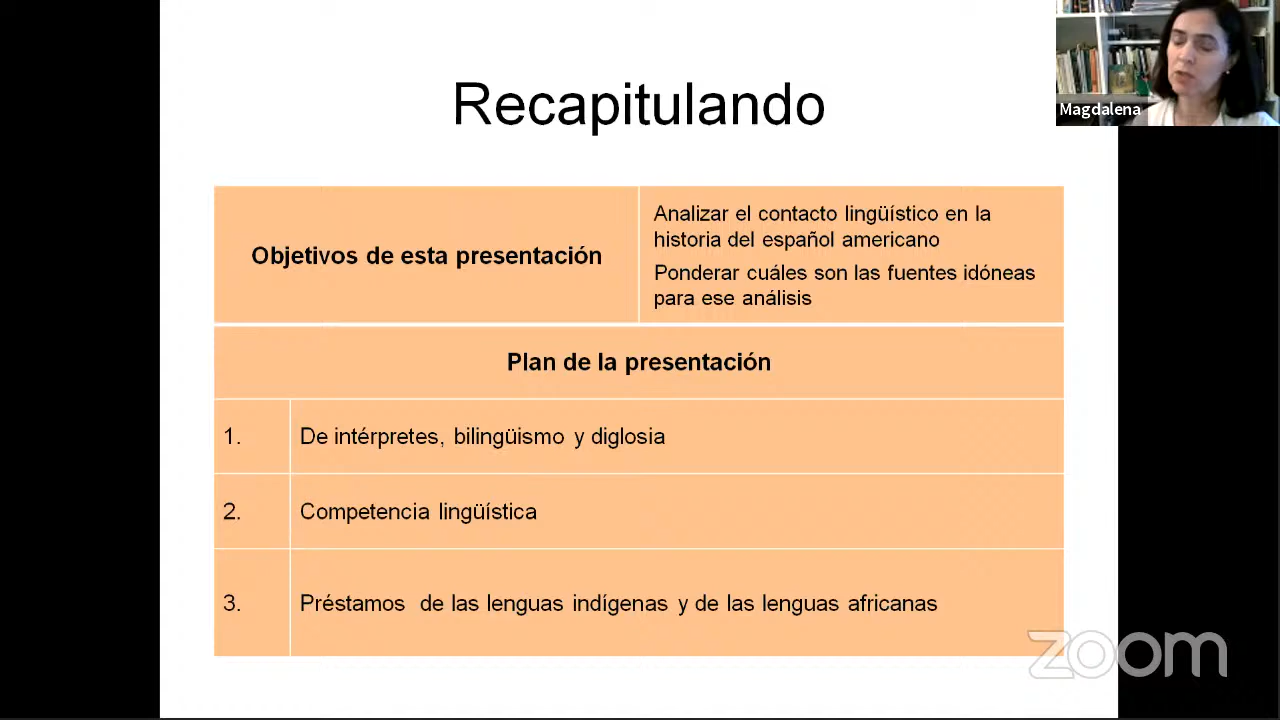 Recapitulando
Magdalena
Objetivos de esta presentación
Analizar el contacto lingüístico en la
historia del español americano
Ponderar cuáles son las fuentes idóneas
para ese análisis
Plan de la presentación
1. De intérpretes, bilingüismo y diglosia
2. Competencia lingüística
3. Préstamos de las lenguas indígenas y de las lenguas africanas
zoom